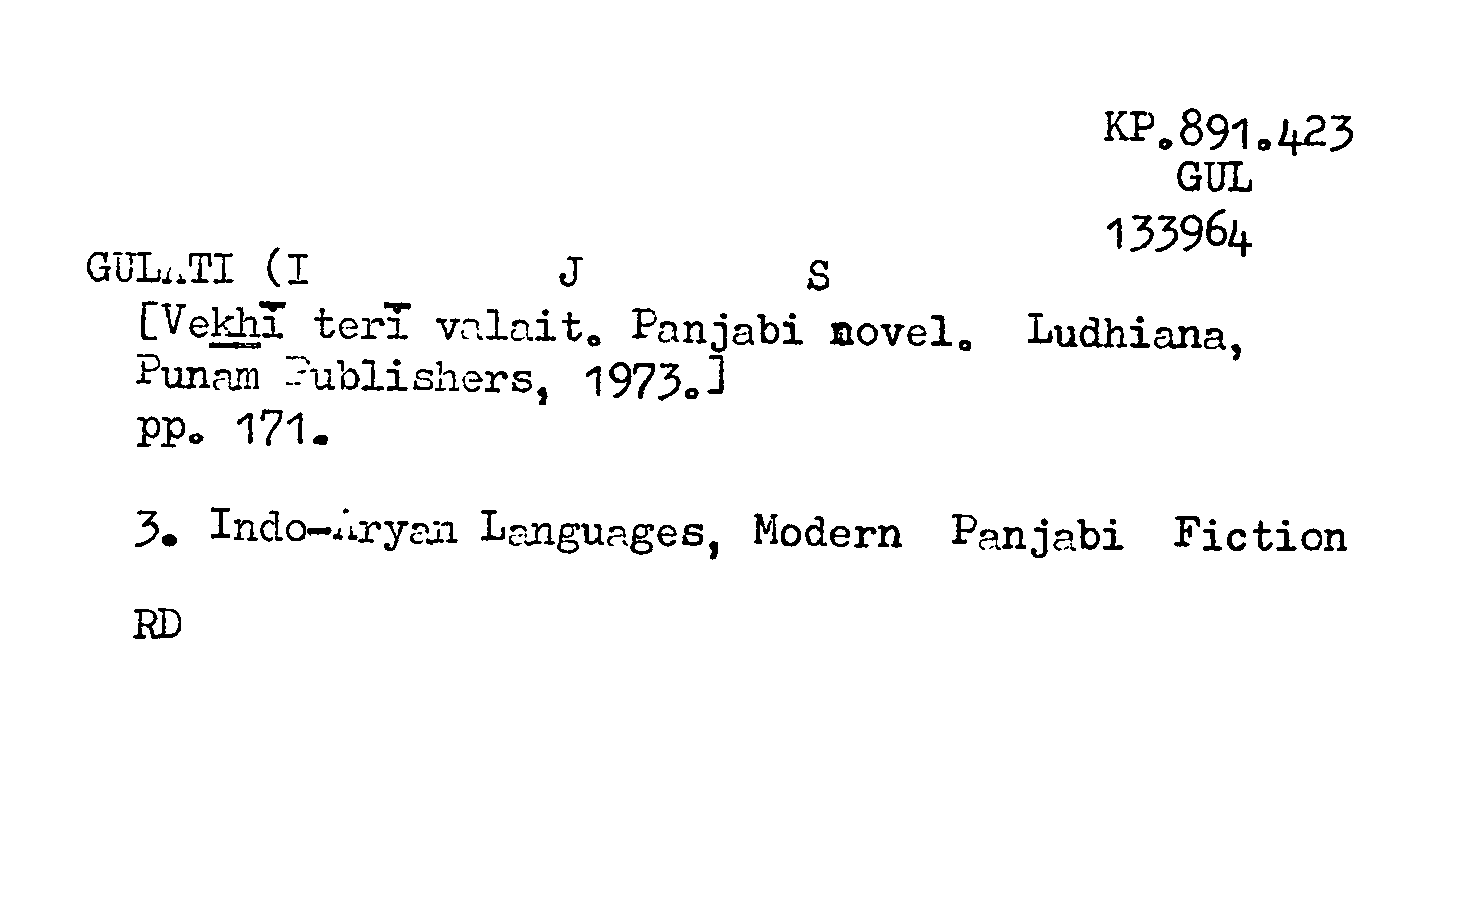 KP.891.423
GUL
133964
GULATI (I J S
[Vekhī terī valait. Panjabi novel. Ludhiana,
Punam Publishers, 1973.]
pp. 171.
3. Indo-Aryan Languages, Modern Panjabi Fiction
RD